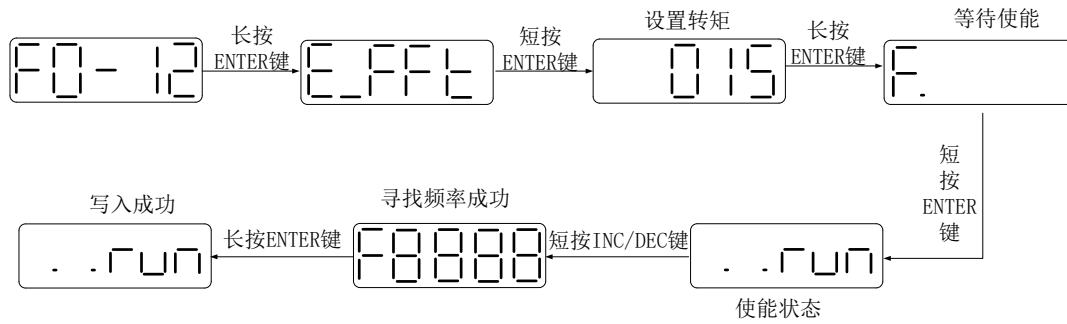 设置转矩
等待使能
长按
ENTER键
短按
ENTER键
长按
ENTER键
F0-12
E_FFt
015
F.
短
按
ENTER
键
写入成功
寻找频率成功
长按ENTER键
短按INC/DEC键
. .run
F8888
. .run
使能状态